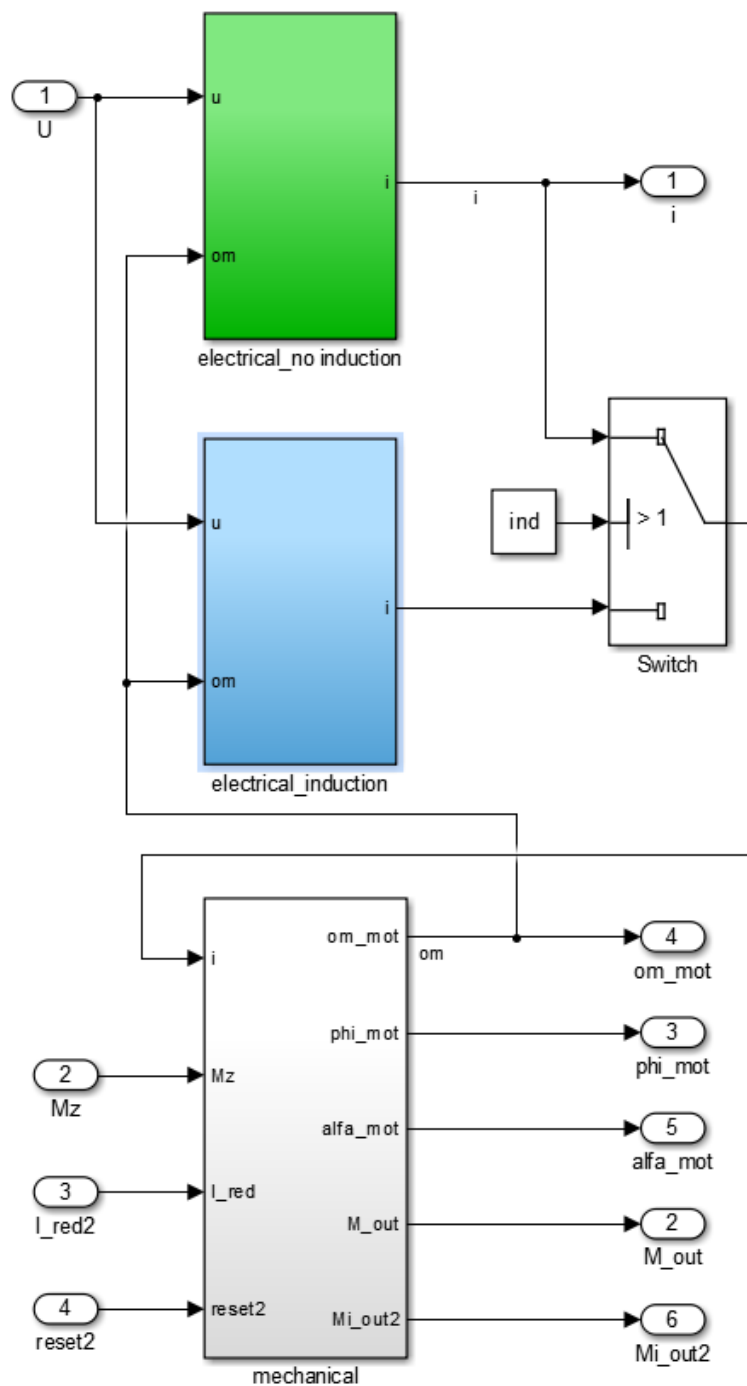 1
U
u
om
i
electrical_no induction
i
1
i
u
om
i
electrical_induction
ind
> 1
Switch
i
Mz
I_red
reset2
om_mot
phi_mot
alfa_mot
M_out
Mi_out2
mechanical
om
2
Mz
3
I_red2
4
reset2
4
om_mot
3
phi_mot
5
alfa_mot
2
M_out
6
Mi_out2